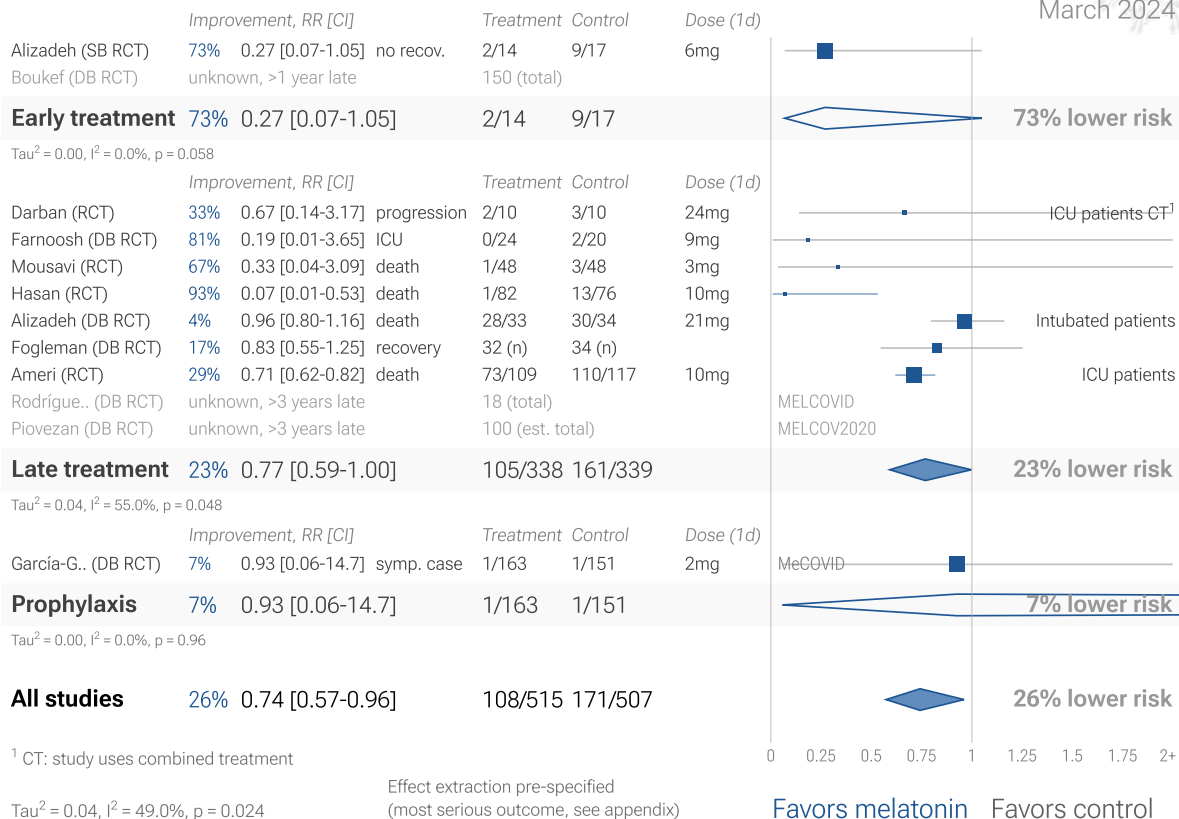 March 2024
Improvement, RR [CI] Treatment Control Dose (1d)
Alizadeh (SB RCT) 73% 0.27 [0.07-1.05] no recov. 2/14 9/17 6mg
Boukef (DB RCT) unknown, >1 year late 150 (total)
Early treatment 73% 0.27 [0.07-1.05] 2/14 9/17 73% lower risk
Tau² = 0.00, I² = 0.0%, p = 0.058
Improvement, RR [CI] Treatment Control Dose (1d)
Darban (RCT) 33% 0.67 [0.14-3.17] progression 2/10 3/10 24mg ICU patients CT¹
Farnoosh (DB RCT) 81% 0.19 [0.01-3.65] ICU 0/24 2/20 9mg
Mousavi (RCT) 67% 0.33 [0.04-3.09] death 1/48 3/48 3mg
Hasan (RCT) 93% 0.07 [0.01-0.53] death 1/82 13/76 10mg
Alizadeh (DB RCT) 4% 0.96 [0.80-1.16] death 28/33 30/34 21mg Intubated patients
Fogleman (DB RCT) 17% 0.83 [0.55-1.25] recovery 32 (n) 34 (n)
Ameri (RCT) 29% 0.71 [0.62-0.82] death 73/109 110/117 10mg ICU patients
Rodrígue.. (DB RCT) unknown, >3 years late 18 (total) MELCOVID
Piovezan (DB RCT) unknown, >3 years late 100 (est. total) MELCOV2020
Late treatment 23% 0.77 [0.59-1.00] 105/338 161/339 23% lower risk
Tau² = 0.04, I² = 55.0%, p = 0.048
Improvement, RR [CI] Treatment Control Dose (1d)
García-G.. (DB RCT) 7% 0.93 [0.06-14.7] symp. case 1/163 1/151 2mg MeCOVID
Prophylaxis 7% 0.93 [0.06-14.7] 1/163 1/151 7% lower risk
Tau² = 0.00, I² = 0.0%, p = 0.96
All studies 26% 0.74 [0.57-0.96] 108/515 171/507 26% lower risk
0 0.25 0.5 0.75 1 1.25 1.5 1.75 2+
¹ CT: study uses combined treatment
Effect extraction pre-specified
(most serious outcome, see appendix)
Tau² = 0.04, I² = 49.0%, p = 0.024
Favors melatonin Favors control